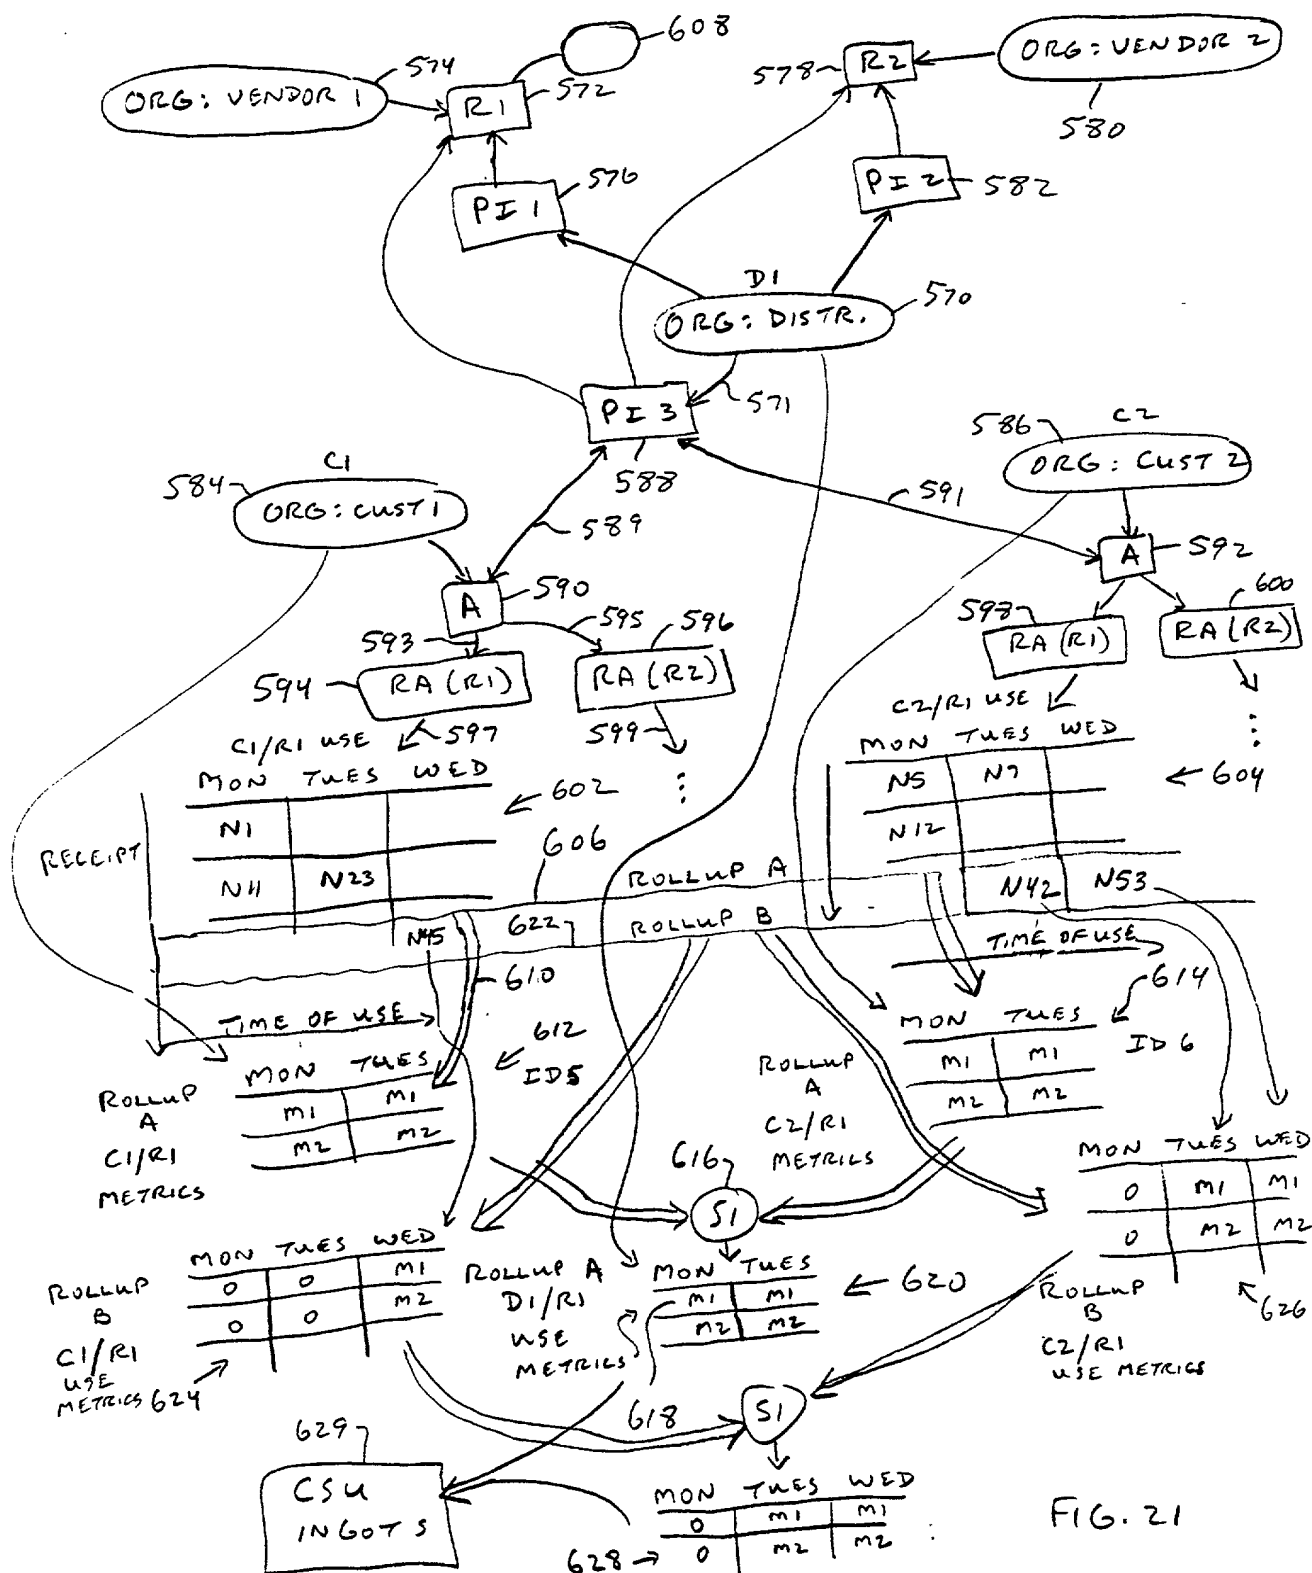 608
574
ORG: VENDOR 1
R1
572
578
R2
ORG: VENDOR 2
580
576
PI 1
PI 2
582
D1
ORG: DISTR.
570
571
PI 3
588
C1
584
ORG: CUST 1
589
586
C2
ORG: CUST 2
591
A
590
592
A
593
595
596
594
RA (R1)
RA (R2)
598
RA (R1)
600
RA (R2)
C1/R1 USE
597
599
C2/R1 USE
MON TUES WED
602
N1
N11 N23
N45
RECEIPT
606
MON TUES WED
N5 N7
604
N12
N42 N53
ROLLUP A
622
ROLLUP B
TIME OF USE
610
TIME OF USE
612
ID5
MON TUES
M1 M1
M2 M2
ROLLUP
A
C1/R1
METRICS
614
ID6
MON TUES
M1 M1
M2 M2
ROLLUP
A
C2/R1
METRICS
616
S1
MON TUES WED
0 M1 M1
0 M2 M2
626
ROLLUP
B
C2/R1
USE METRICS
MON TUES WED
0 0 M1
0 0 M2
ROLLUP
B
C1/R1
USE
METRICS 624
ROLLUP A
D1/R1
USE
METRICS
MON TUES
M1 M1
M2 M2
620
618
S1
629
CSU
INGOTS
MON TUES WED
0 M1 M1
0 M2 M2
628
FIG. 21